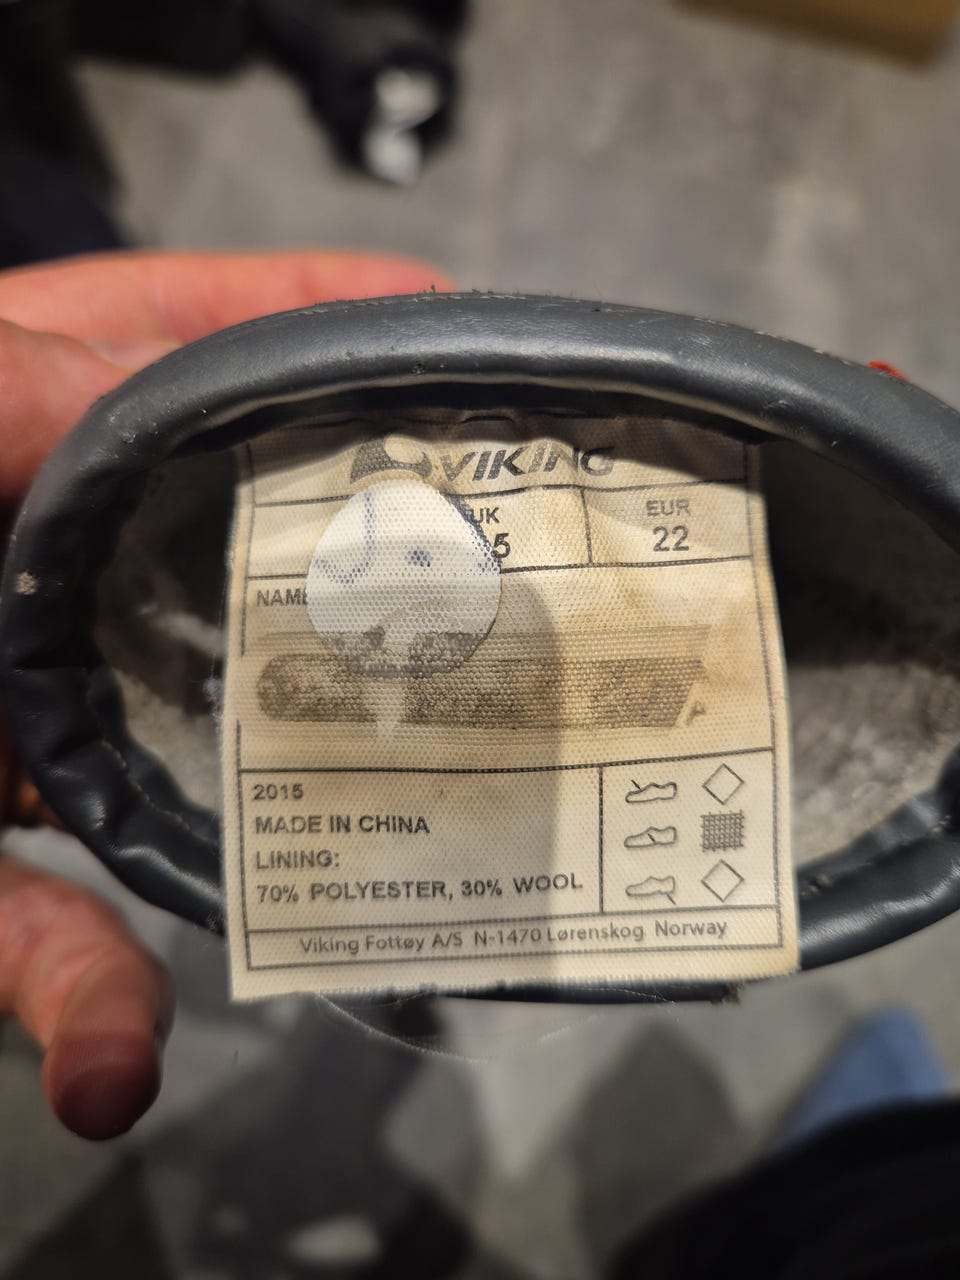 VIKING
UK EUR
5 22
NAME
2015
MADE IN CHINA
LINING:
70% POLYESTER, 30% WOOL
Viking Fottøy A/S N-1470 Lørenskog Norway